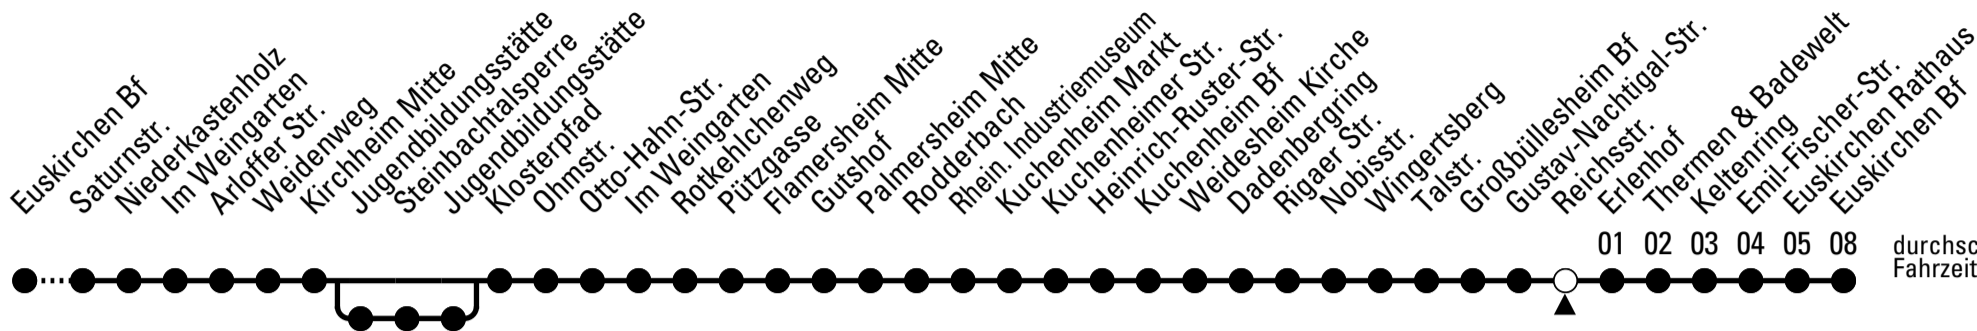 Euskirchen Bf
Saturnstr.
Niederkastenholz
Im Weingarten
Arloffer Str.
Weidenweg
Kirchheim Mitte
Jugendbildungsstätte
Steinbachtalsperre
Jugendbildungsstätte
Klosterpfad
Ohmstr.
Otto-Hahn-Str.
Im Weingarten
Rotkehlchenweg
Pützgasse
Flamersheim Mitte
Gutshof
Palmersheim Mitte
Rodderbach
Rhein. Industriemuseum
Kuchenheim Markt
Kuchenheimer Str.
Heinrich-Ruster-Str.
Kuchenheim Bf
Weidesheim Kirche
Dadenbergring
Rigaer Str.
Nobisstr.
Wingertsberg
Talstr.
Großbüllesheim Bf
Gustav-Nachtigal-Str.
Reichsstr.
Erlenhof
Thermen & Badewelt
Keltenring
Emil-Fischer-Str.
Euskirchen Rathaus
Euskirchen Bf
01 02 03 04 05 08
durchsc
Fahrzeit